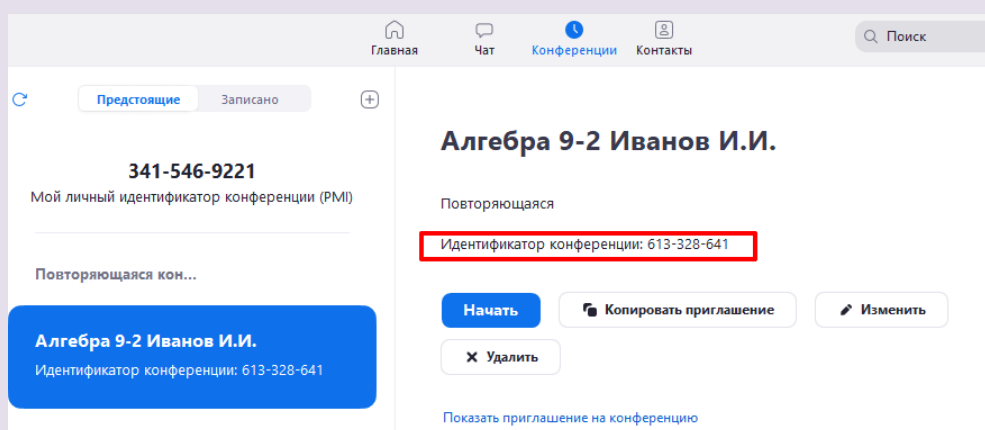 Главная
Чат
Конференции
Контакты
Поиск
Предстоящие
Записано
341-546-9221
Мой личный идентификатор конференции (PMI)
Повторяющаяся кон...
Алгебра 9-2 Иванов И.И.
Идентификатор конференции: 613-328-641
Алгебра 9-2 Иванов И.И.
Повторяющаяся
Идентификатор конференции: 613-328-641
Начать
Копировать приглашение
Изменить
Удалить
Показать приглашение на конференцию